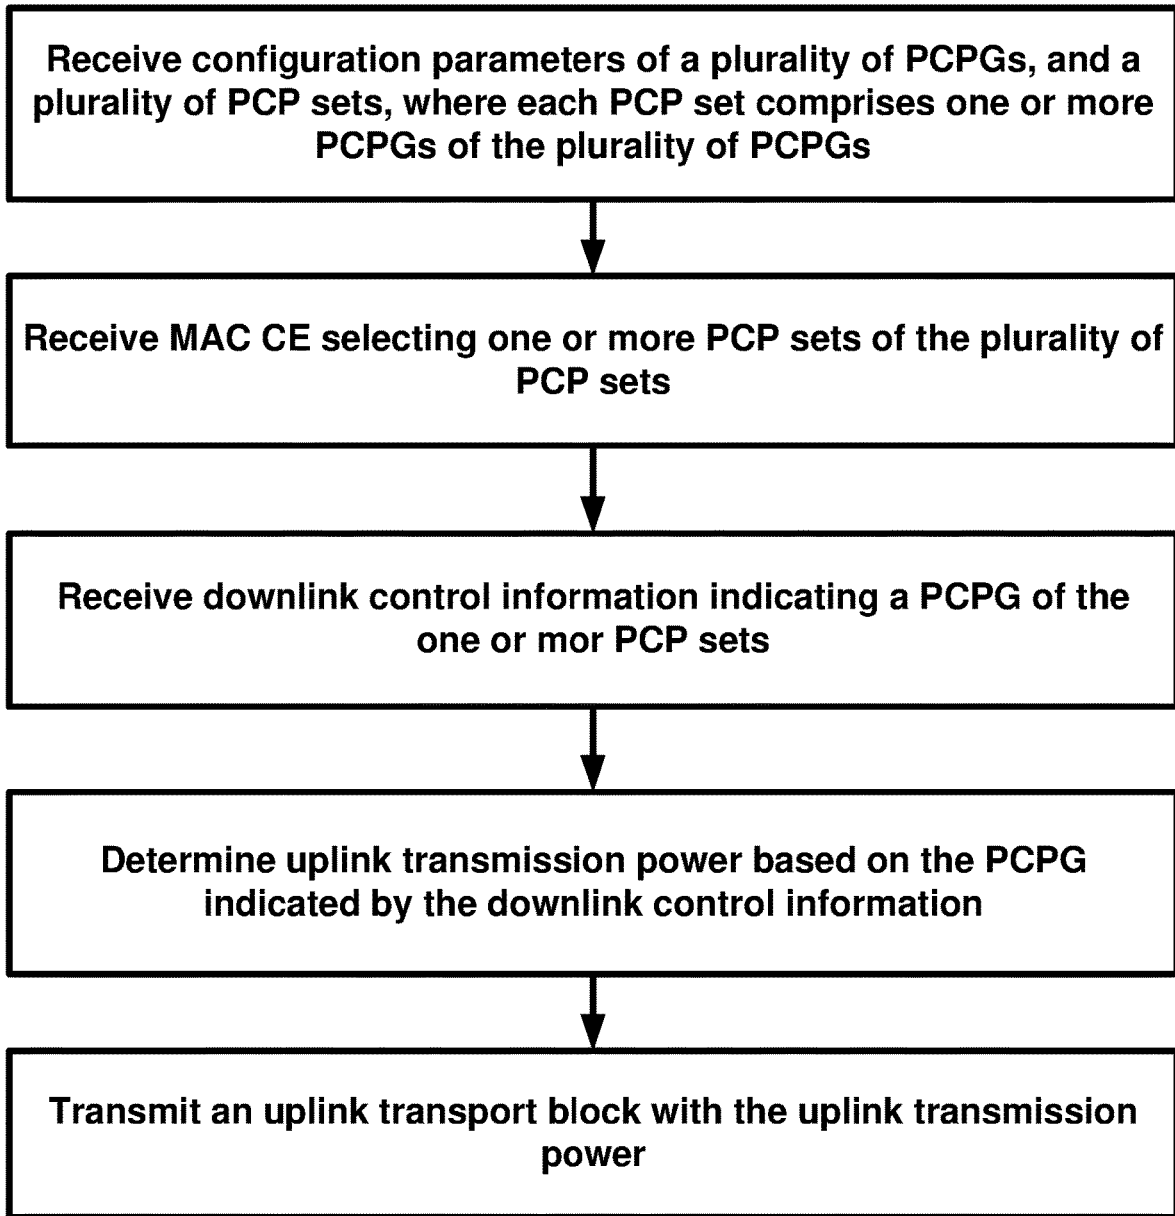 Receive configuration parameters of a plurality of PCPGs, and a
plurality of PCP sets, where each PCP set comprises one or more
PCPGs of the plurality of PCPGs
Receive MAC CE selecting one or more PCP sets of the plurality of
PCP sets
Receive downlink control information indicating a PCPG of the
one or mor PCP sets
Determine uplink transmission power based on the PCPG
indicated by the downlink control information
Transmit an uplink transport block with the uplink transmission
power